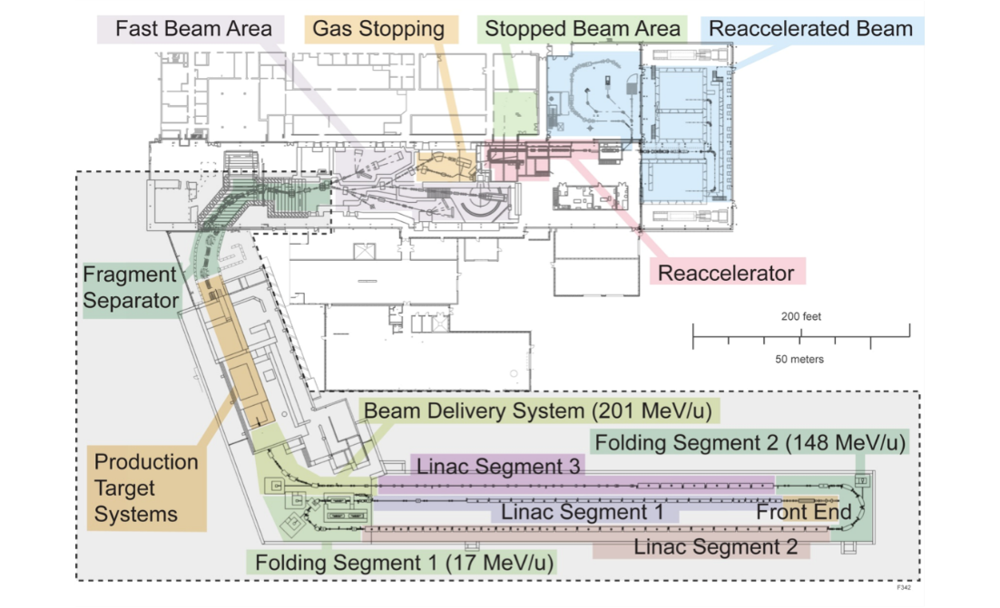 Fast Beam Area
Gas Stopping
Stopped Beam Area
Reaccelerated Beam
Reaccelerator
Fragment
Separator
200 feet
50 meters
Beam Delivery System (201 MeV/u)
Folding Segment 2 (148 MeV/u)
Production
Target
Systems
Linac Segment 3
Linac Segment 1
Front End
Linac Segment 2
Folding Segment 1 (17 MeV/u)
F342